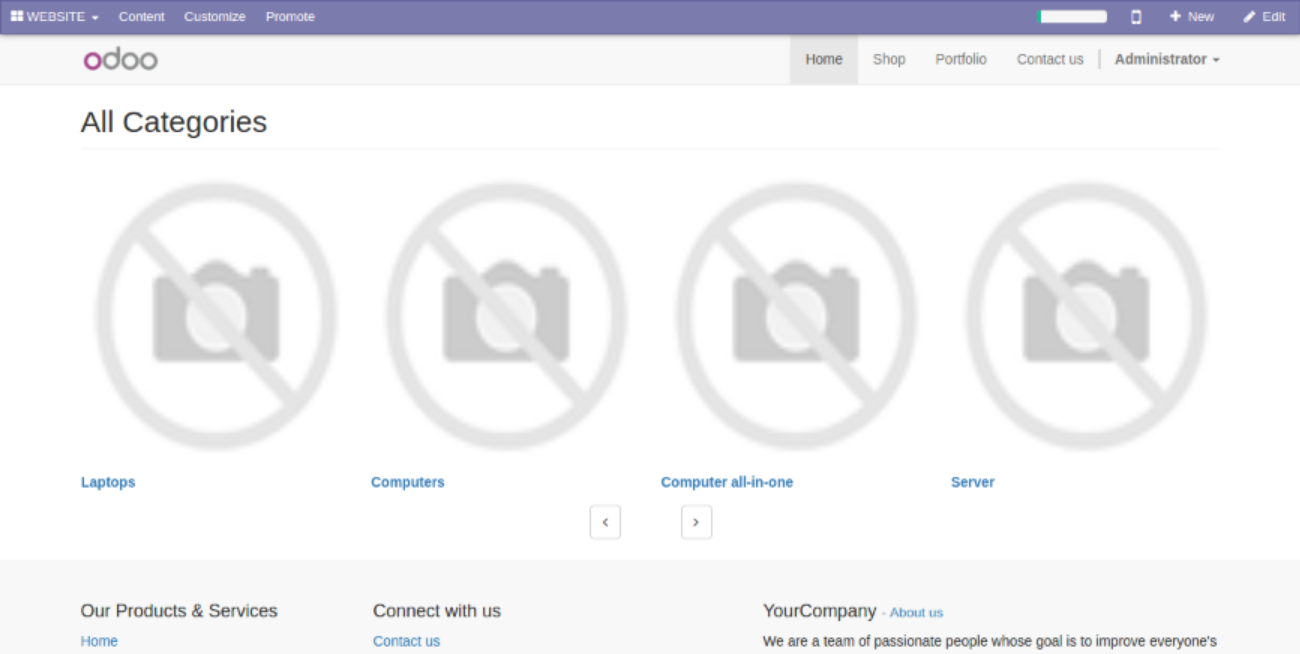 WEBSITE Content Customize Promote New Edit
odoo Home Shop Portfolio Contact us Administrator
All Categories
Laptops Computers Computer all-in-one Server
Our Products & Services Connect with us YourCompany - About us
Home Contact us We are a team of passionate people whose goal is to improve everyone's